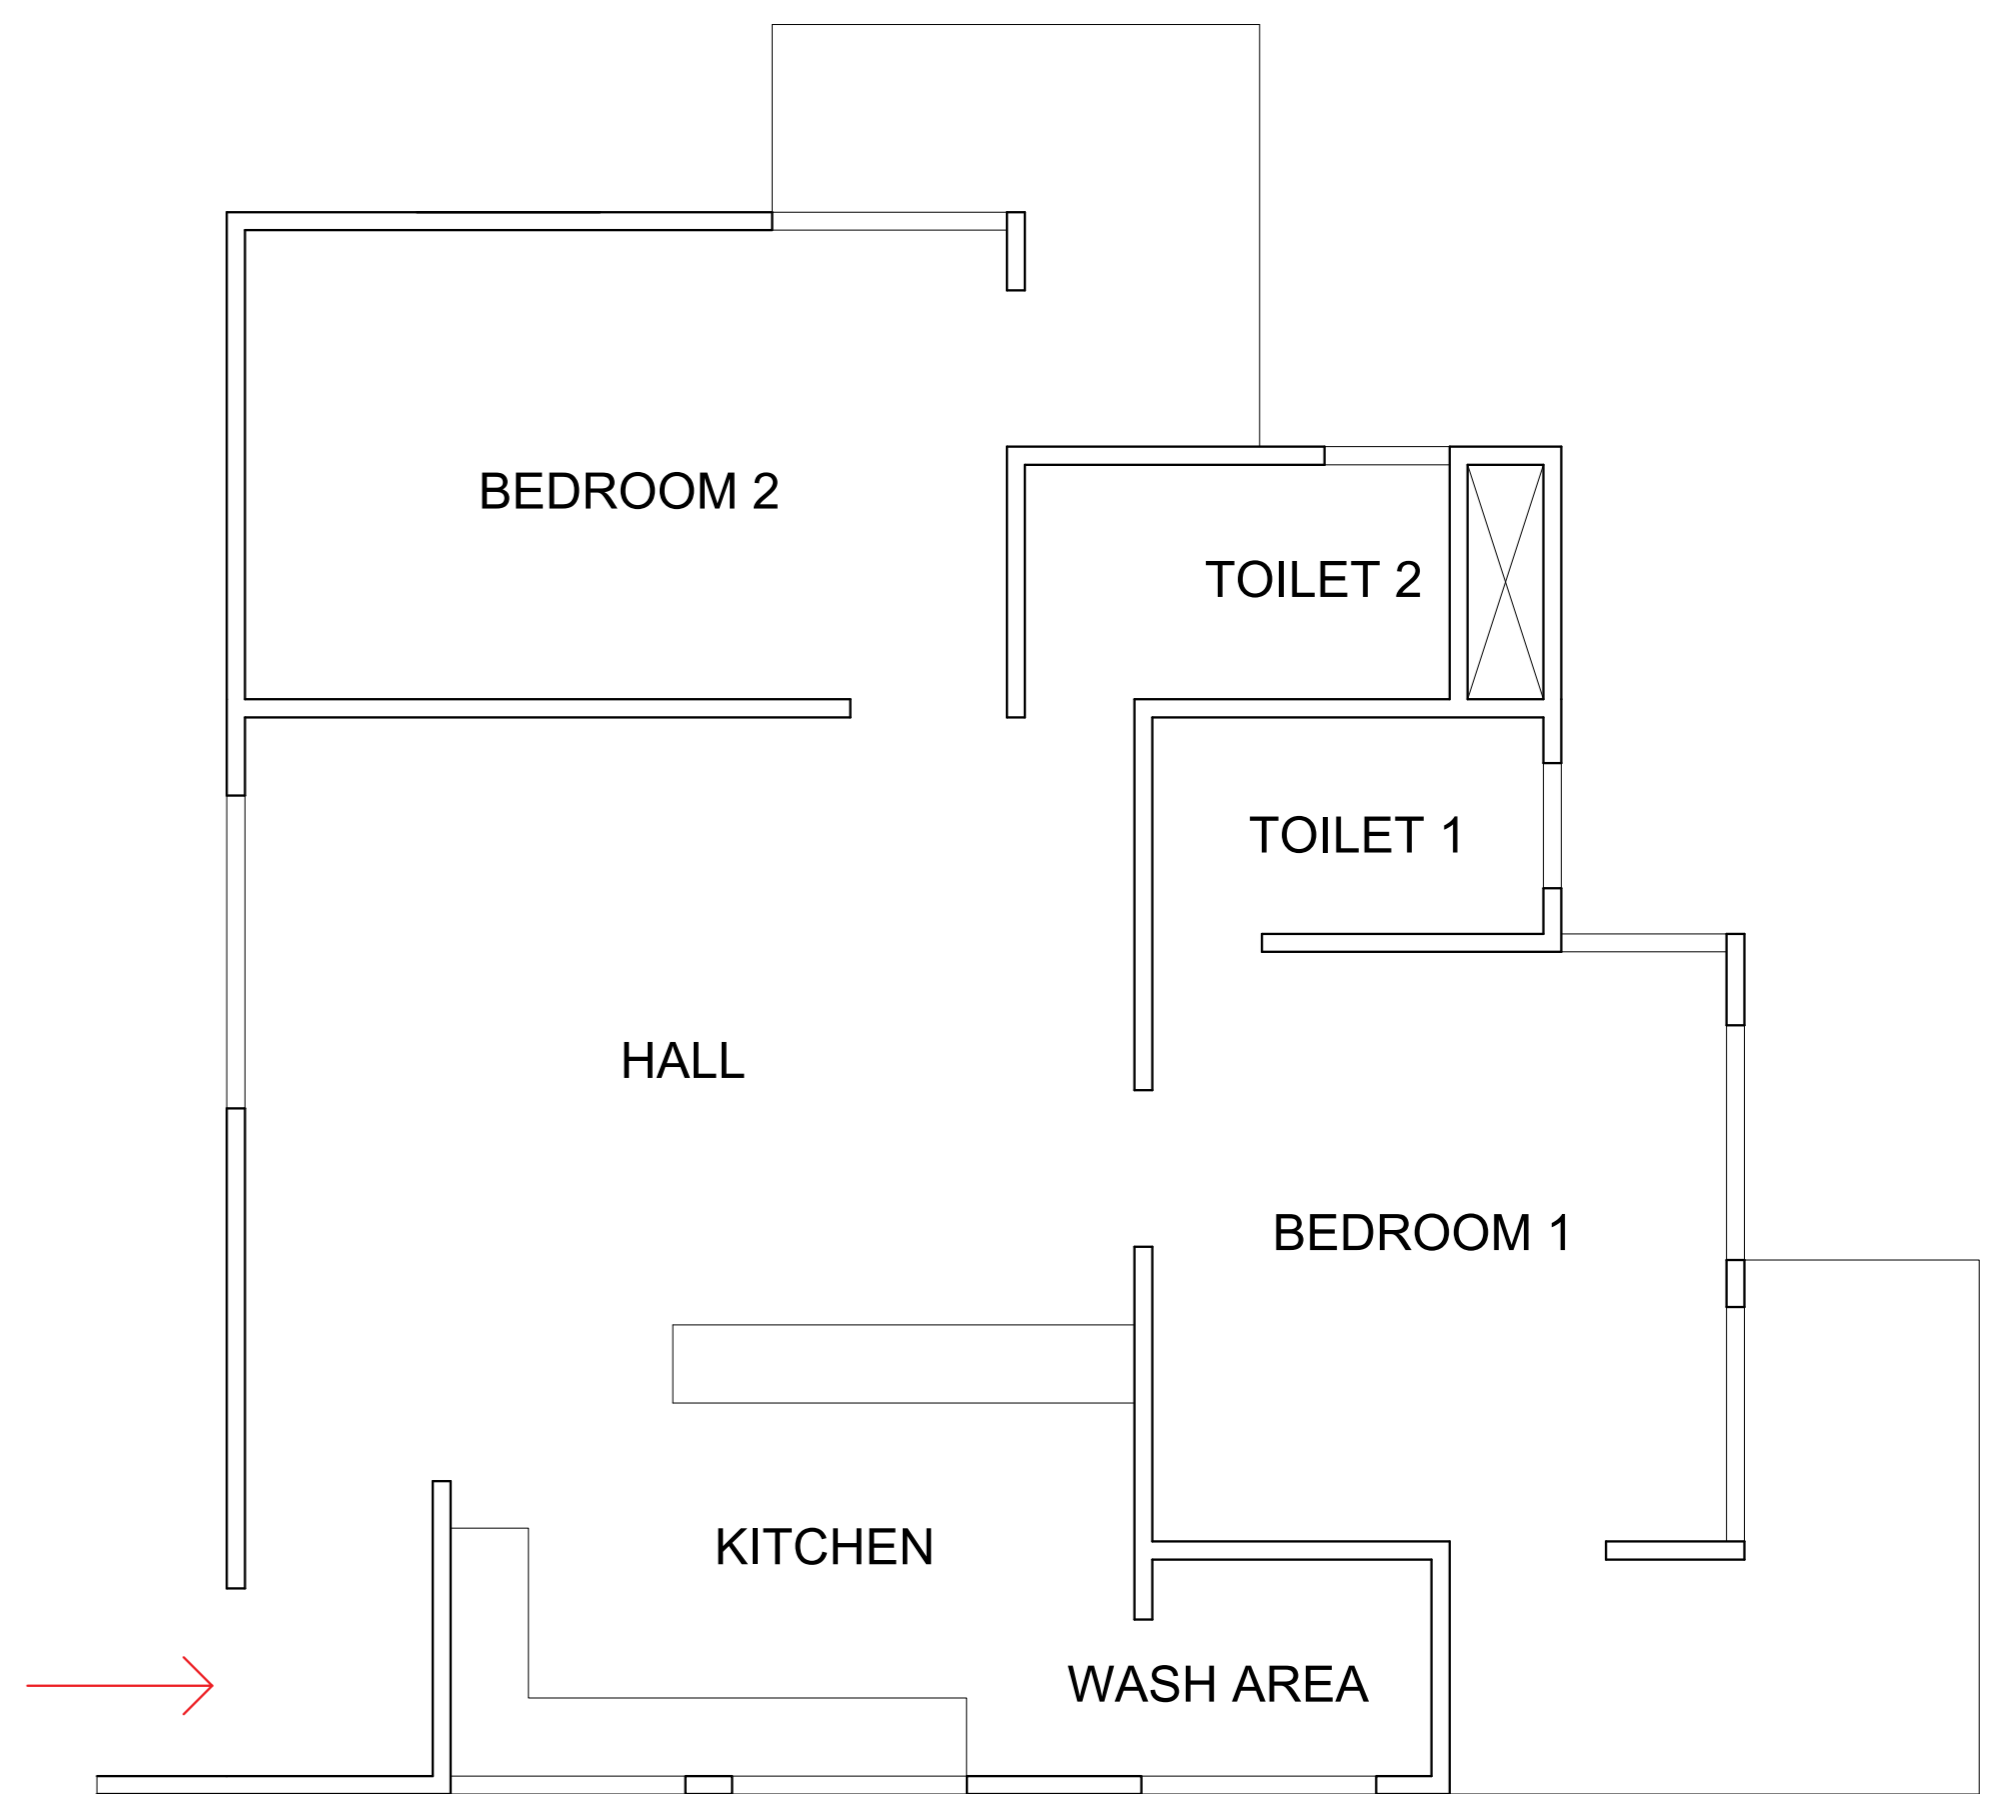 BEDROOM 2
TOILET 2
TOILET 1
HALL
BEDROOM 1
KITCHEN
WASH AREA